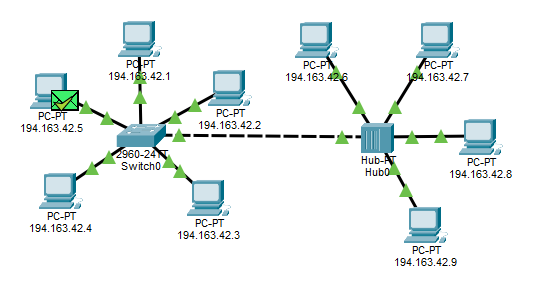 PC-PT
194.163.42.1
PC-PT
194.163.42.6
PC-PT
194.163.42.7
PC-PT
194.163.42.5
PC-PT
194.163.42.2
2960-24TT
Switch0
Hub-PT
Hub0
PC-PT
194.163.42.8
PC-PT
194.163.42.4
PC-PT
194.163.42.3
PC-PT
194.163.42.9